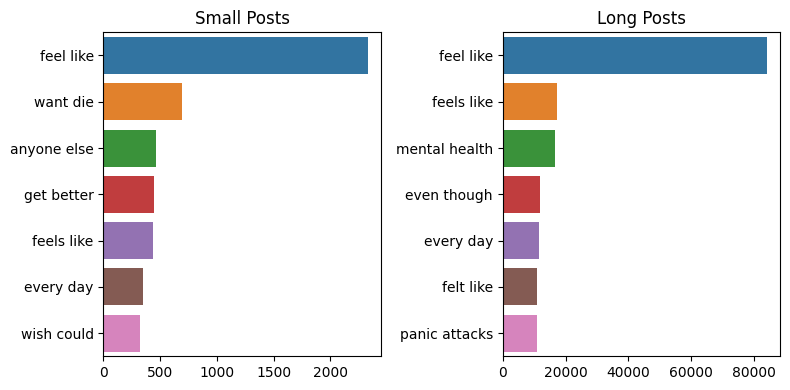 Small Posts
feel like
want die
anyone else
get better
feels like
every day
wish could
0 500 1000 1500 2000
Long Posts
feel like
feels like
mental health
even though
every day
felt like
panic attacks
0 20000 40000 60000 80000